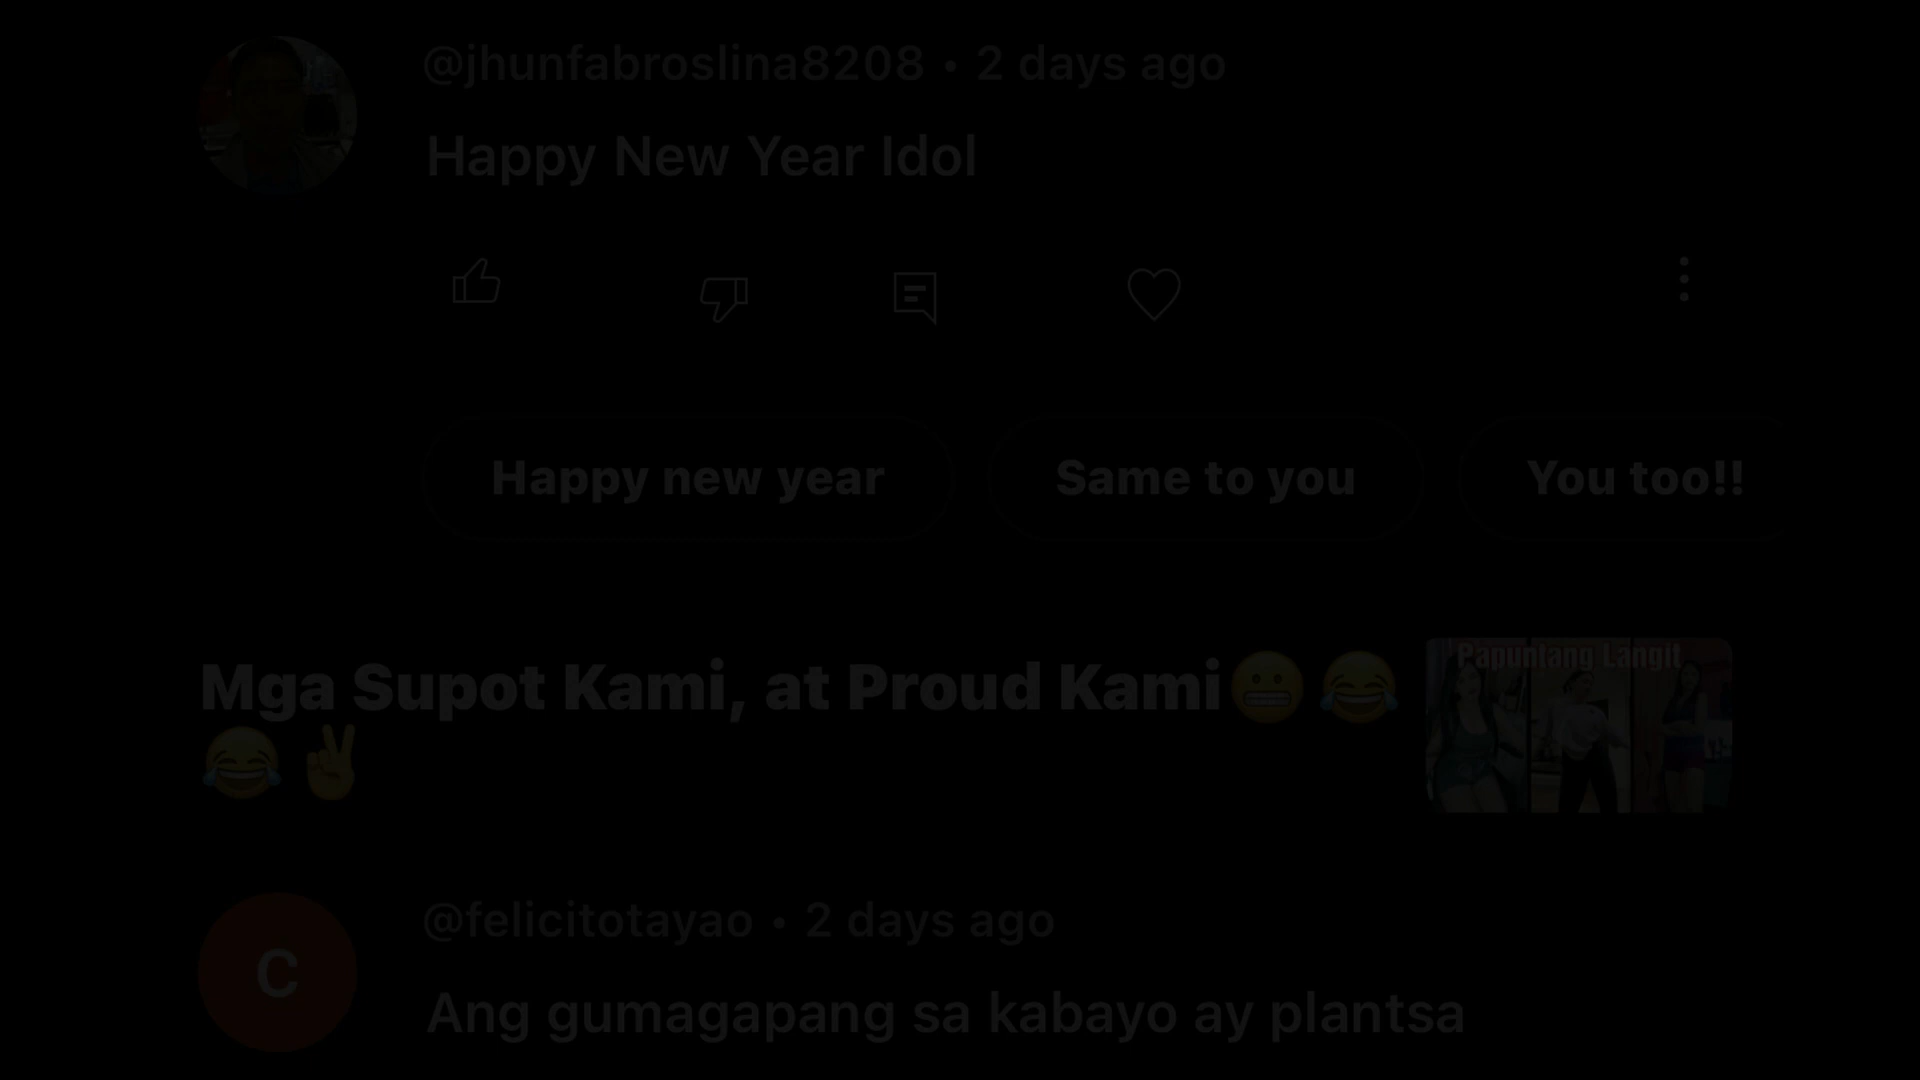 @jhunfabroslina8208 • 2 days ago
Happy New Year Idol
Happy new year
Same to you
You too!!
Mga Supot Kami, at Proud Kami😬😂
😂✌
Papuntang Langit
C
@felicitotayao • 2 days ago
Ang gumagapang sa kabayo ay plantsa